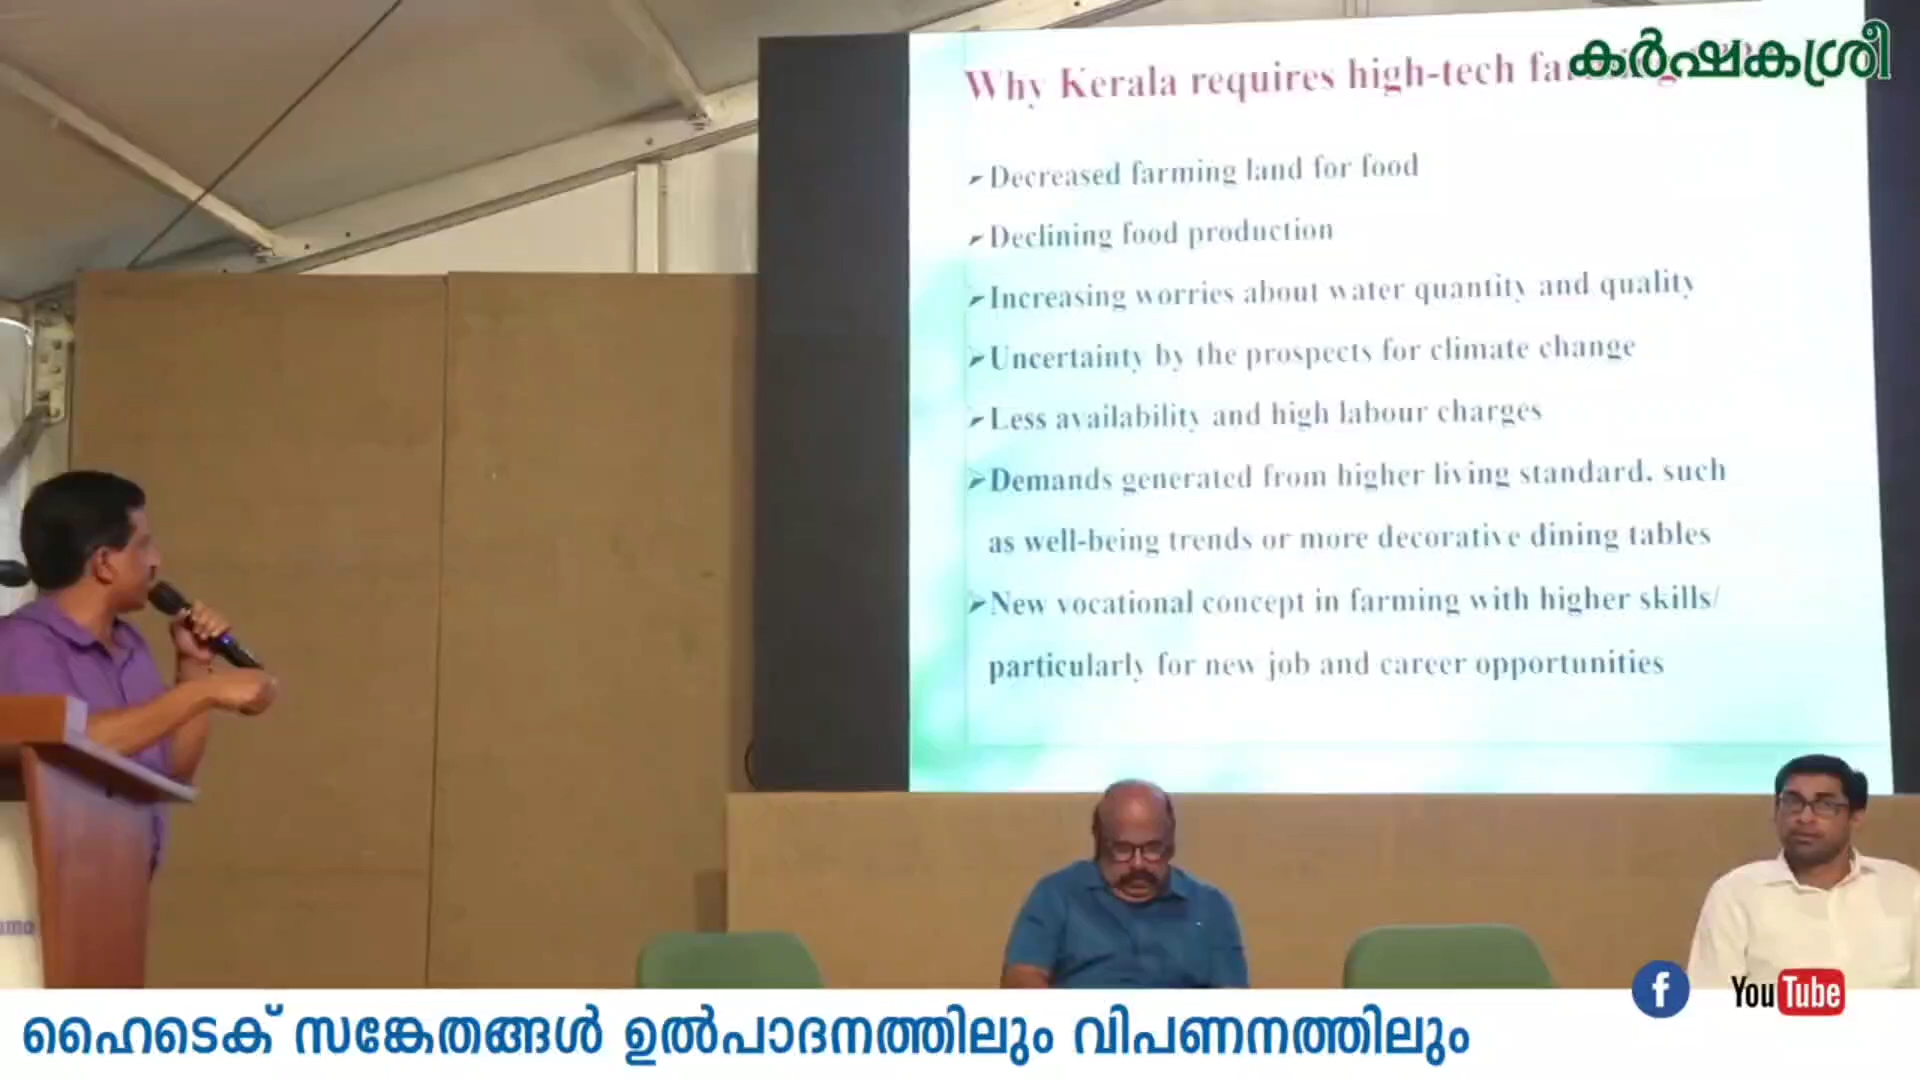 കർഷകശ്രീ
Why Kerala requires high-tech
➢Decreased farming land for food
➢Declining food production
➢Increasing worries about water quantity and quality
➢Uncertainty by the prospects for climate change
➢Less availability and high labour charges
➢Demands generated from higher living standard, such
as well-being trends or more decorative dining tables
➢New vocational concept in farming with higher skills/
particularly for new job and career opportunities
f YouTube
ഹൈടെക് സങ്കേതങ്ങൾ ഉൽപാദനത്തിലും വിപണനത്തിലും